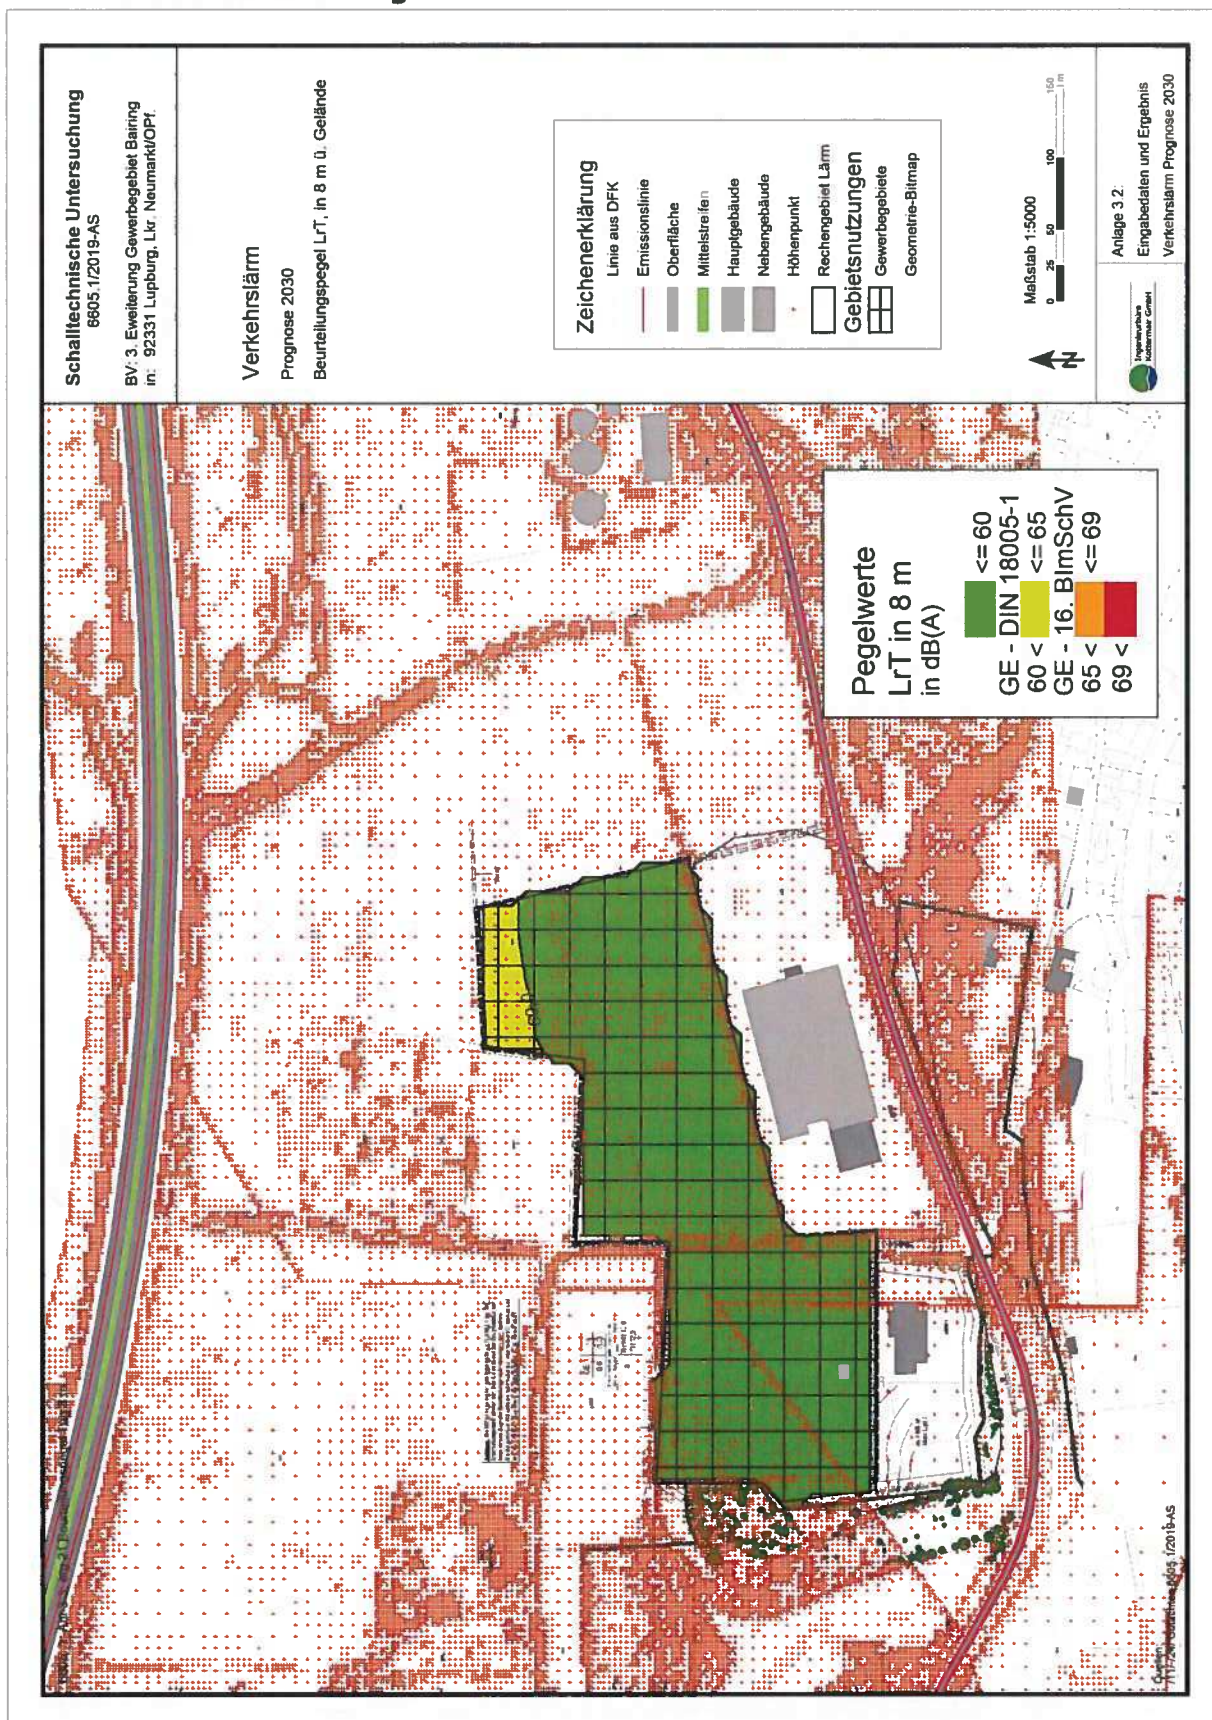 Schalltechnische Untersuchung
6605.1/2019-AS
BV: 3. Eweiterung Gewerbegebiet Bairing
in: 92331 Lupburg, Lkr. Neumarkt/OPf.
Verkehrslärm
Prognose 2030
Beurteilungspegel LrT, in 8 m ü. Gelände
Zeichenerklärung
Linie aus DFK
Emissionslinie
Oberfläche
Mittelstreifen
Hauptgebäude
Nebengebäude
Höhenpunkt
Rechengebiet Lärm
Gebietsnutzungen
Gewerbegebiete
Geometrie-Bitmap
Maßstab 1:5000
0 25 50 100 150
m
N
Ingenieurbüro
Kottermair GmbH
Anlage 3.2:
Eingabedaten und Ergebnis
Verkehrslärm Prognose 2030
Pegelwerte
LrT in 8 m
in dB(A)
<= 60
GE - DIN 18005-1
60 < <= 65
GE - 16. BImSchV
65 < <= 69
69 <